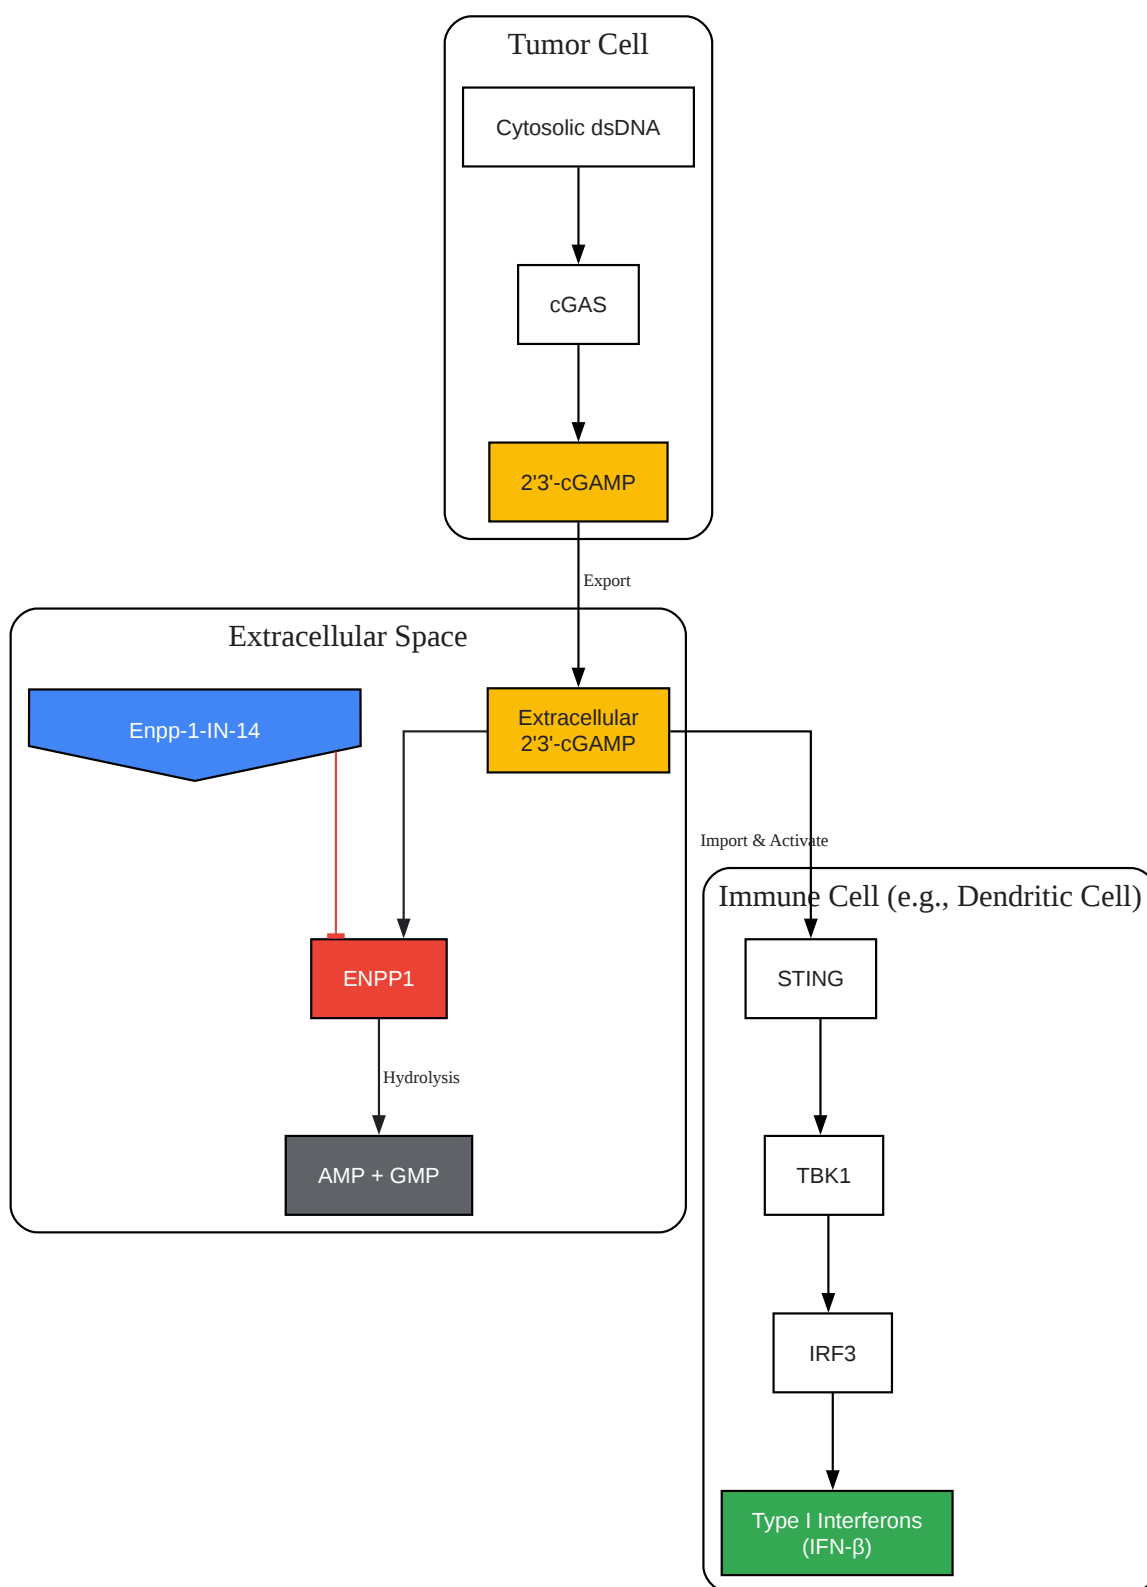 Tumor Cell
Cytosolic dsDNA
cGAS
2'3'-cGAMP
Export
Extracellular Space
Enpp-1-IN-14
Extracellular
2'3'-cGAMP
Import & Activate
Immune Cell (e.g., Dendritic Cell)
ENPP1
STING
Hydrolysis
AMP + GMP
TBK1
IRF3
Type I Interferons
(IFN-β)